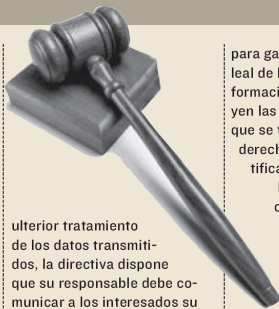 ulterior tratamiento
de los datos transmiti-
dos, la directiva dispone
que su responsable debe co-
municar a los interesados su
para ga
leal de l
formaci
yen las
que se t
derech
tifica